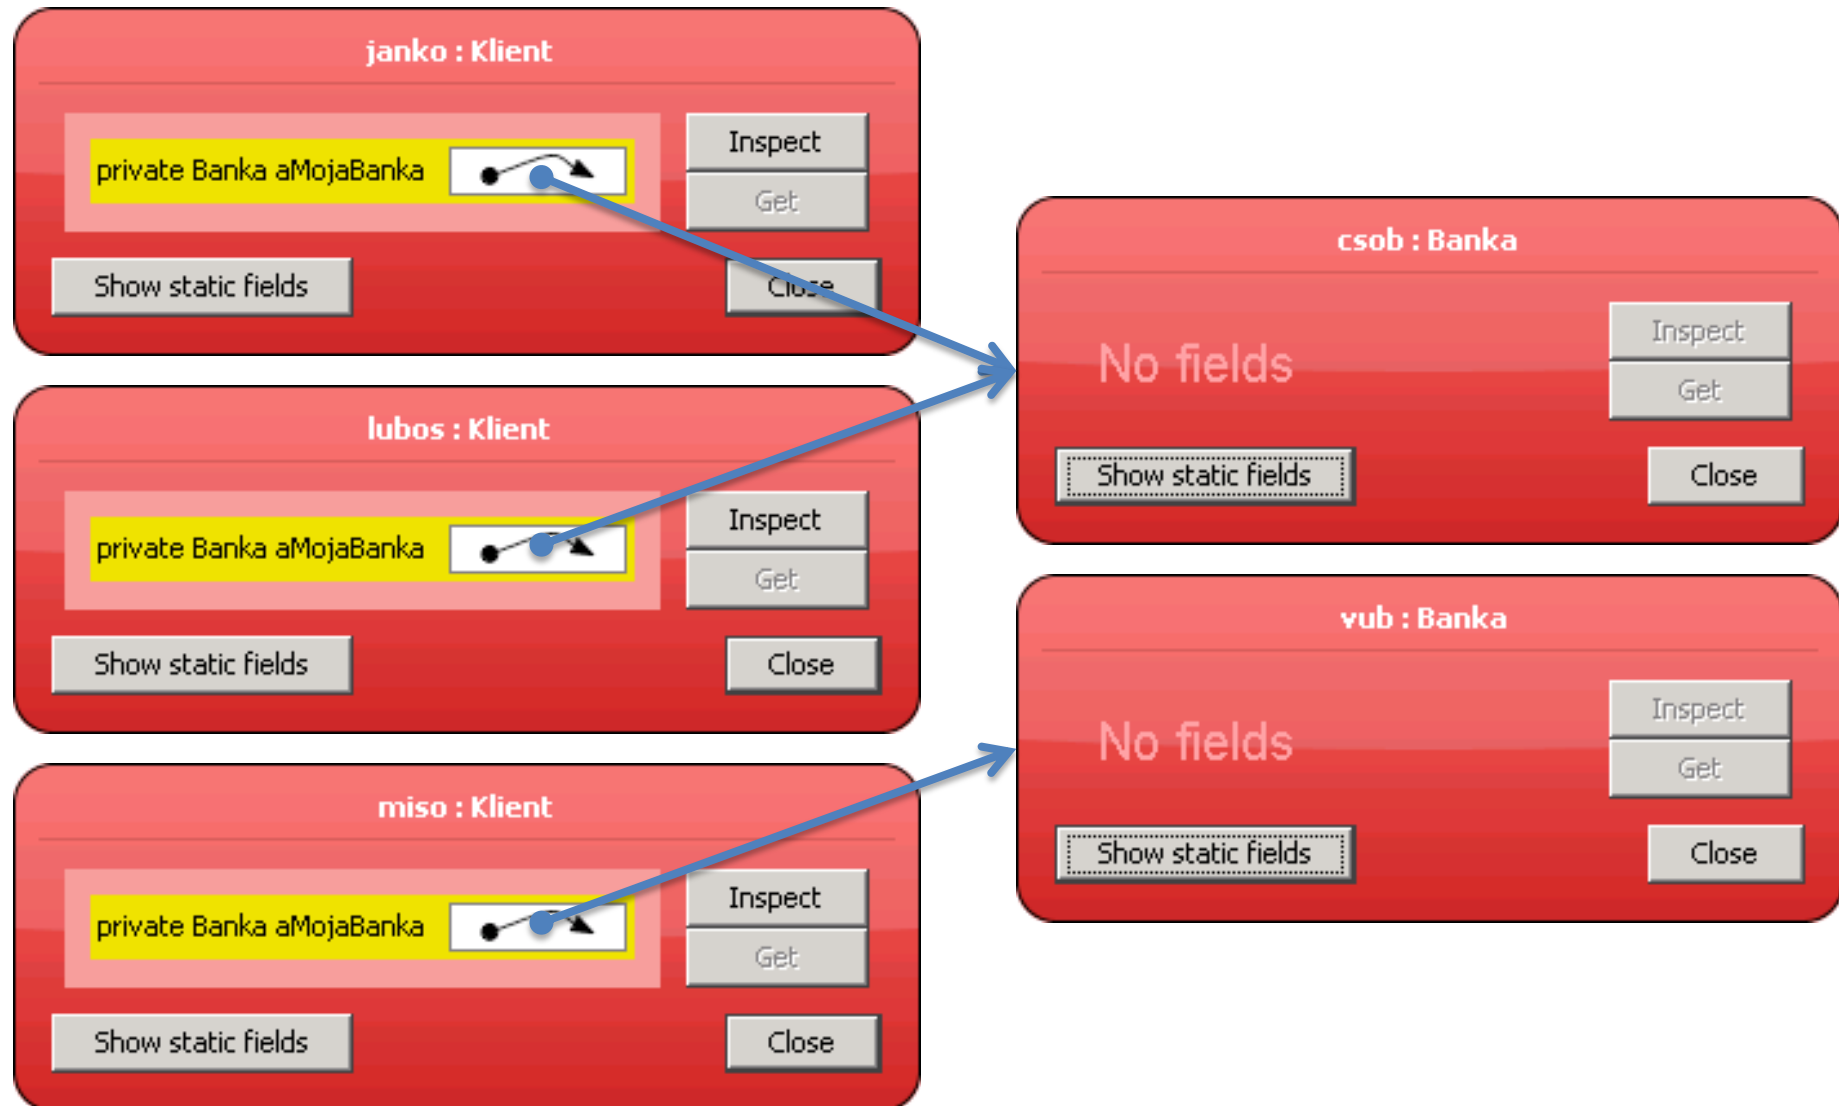 janko : Klient
private Banka aMojaBanka
Inspect
Get
Show static fields
Close
lubos : Klient
private Banka aMojaBanka
Inspect
Get
Show static fields
Close
miso : Klient
private Banka aMojaBanka
Inspect
Get
Show static fields
Close
csob : Banka
No fields
Inspect
Get
Show static fields
Close
vub : Banka
No fields
Inspect
Get
Show static fields
Close